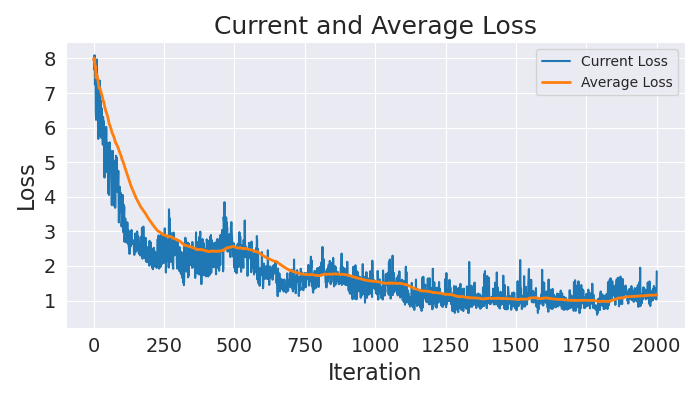 Current and Average Loss
Current Loss
Average Loss
8
7
6
5
4
3
2
1
Loss
0 250 500 750 1000 1250 1500 1750 2000
Iteration